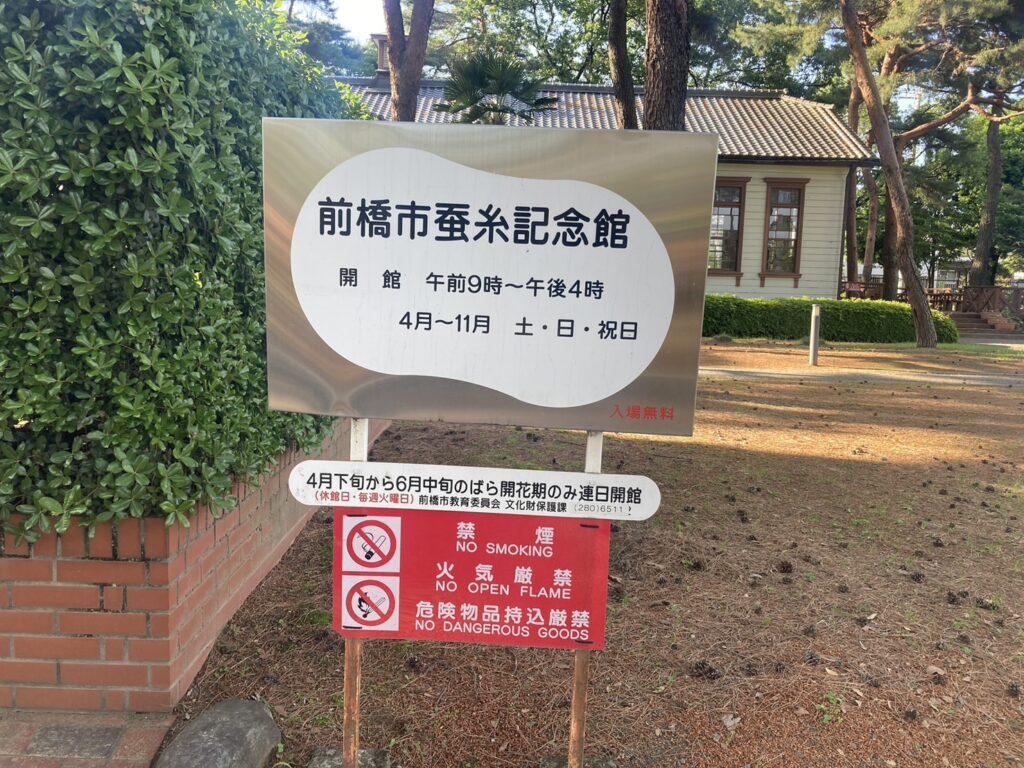 前橋市蚕糸記念館
開館 午前9時～午後4時
4月～11月 土・日・祝日
入場無料
4月下旬から6月中旬のばら開花期のみ連日開館
(休館日・毎週火曜日) 前橋市教育委員会 文化財保護課 (280)6511
禁煙
NO SMOKING
火気厳禁
NO OPEN FLAME
危険物品持込厳禁
NO DANGEROUS GOODS